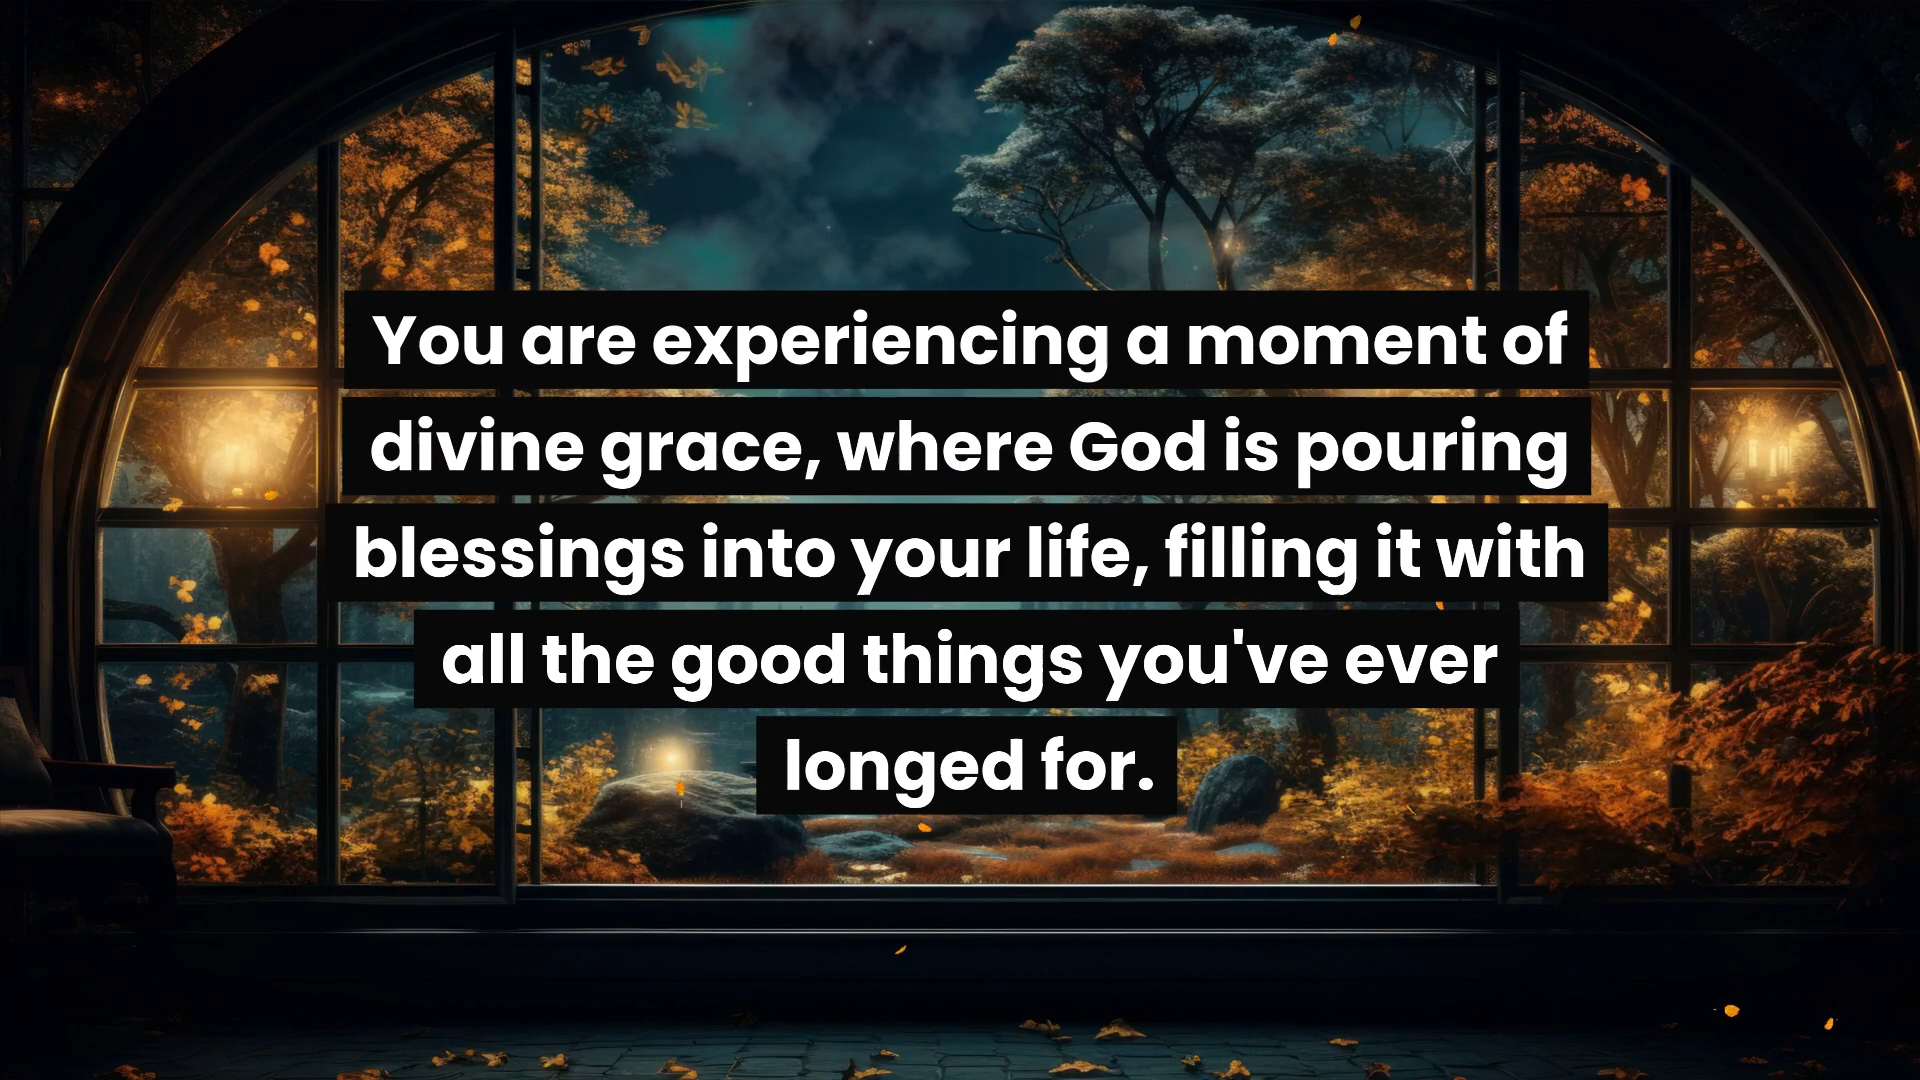 You are experiencing a moment of
divine grace, where God is pouring
blessings into your life, filling it with
all the good things you've ever
longed for.